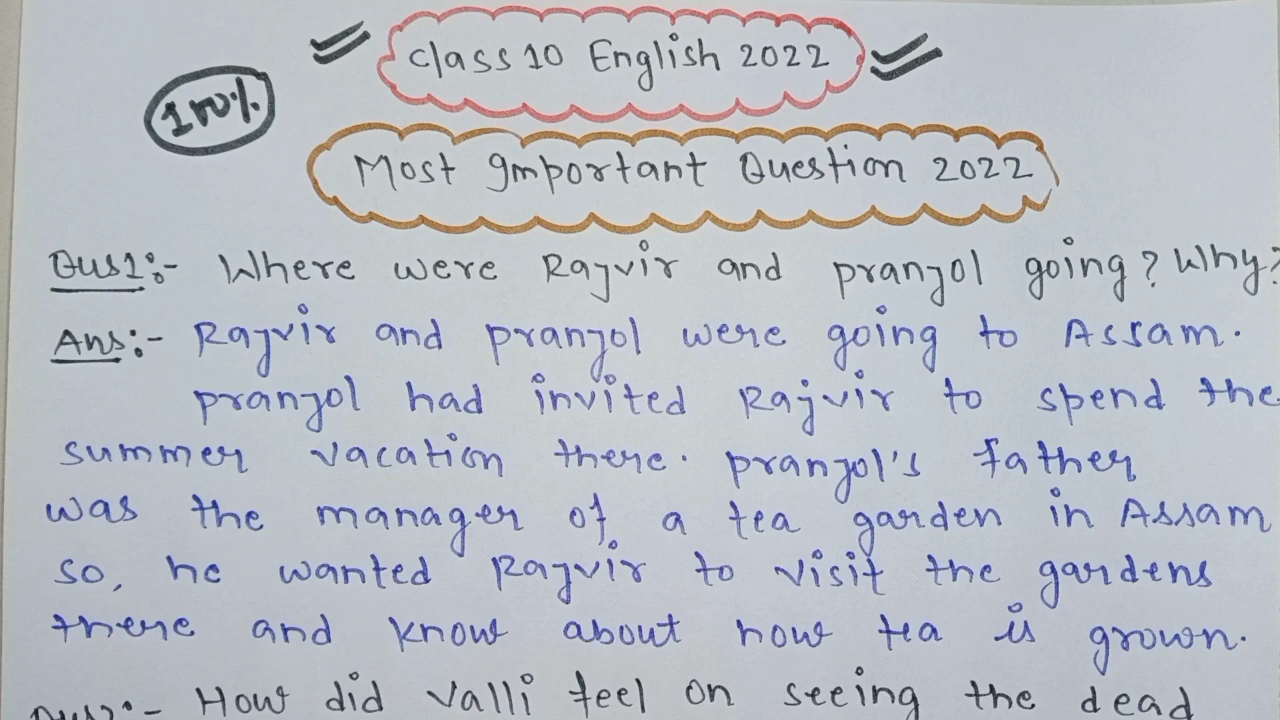 Class 10 English 2022
100%
Most Important Question 2022
Qus1:- Where were Rajvir and pranjol going? Why?
Ans:- Rajvir and pranjol were going to Assam.
pranjol had invited Rajvir to spend the
summer vacation there. pranjol's father
was the manager of a tea garden in Assam
so, he wanted Rajvir to visit the gardens
there and know about how tea is grown.
Qus2:- How did Valli feel on seeing the dead